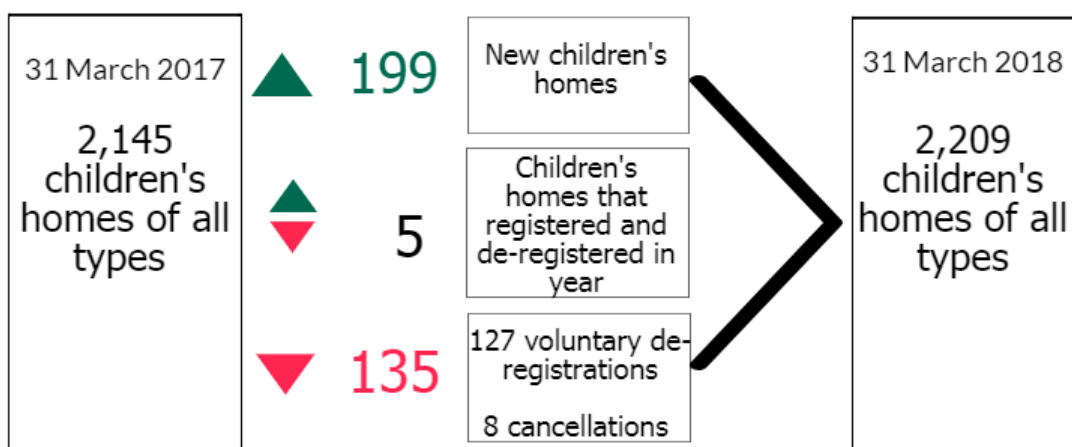 31 March 2017
2,145
children's
homes of all
types
199
New children's
homes
5
Children's
homes that
registered and
de-registered in
year
135
127 voluntary de-
registrations
8 cancellations
31 March 2018
2,209
children's
homes of all
types